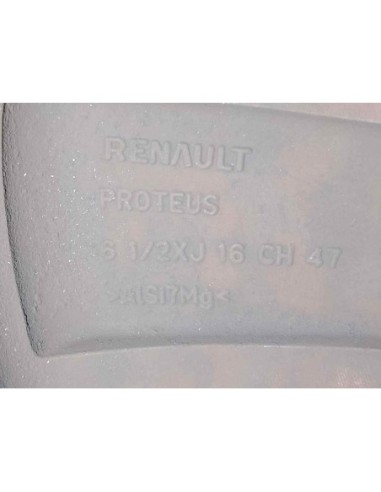 RENAULT
PROTEUS
6 1/2XJ 16 CH 47
>AlSi7Mg<